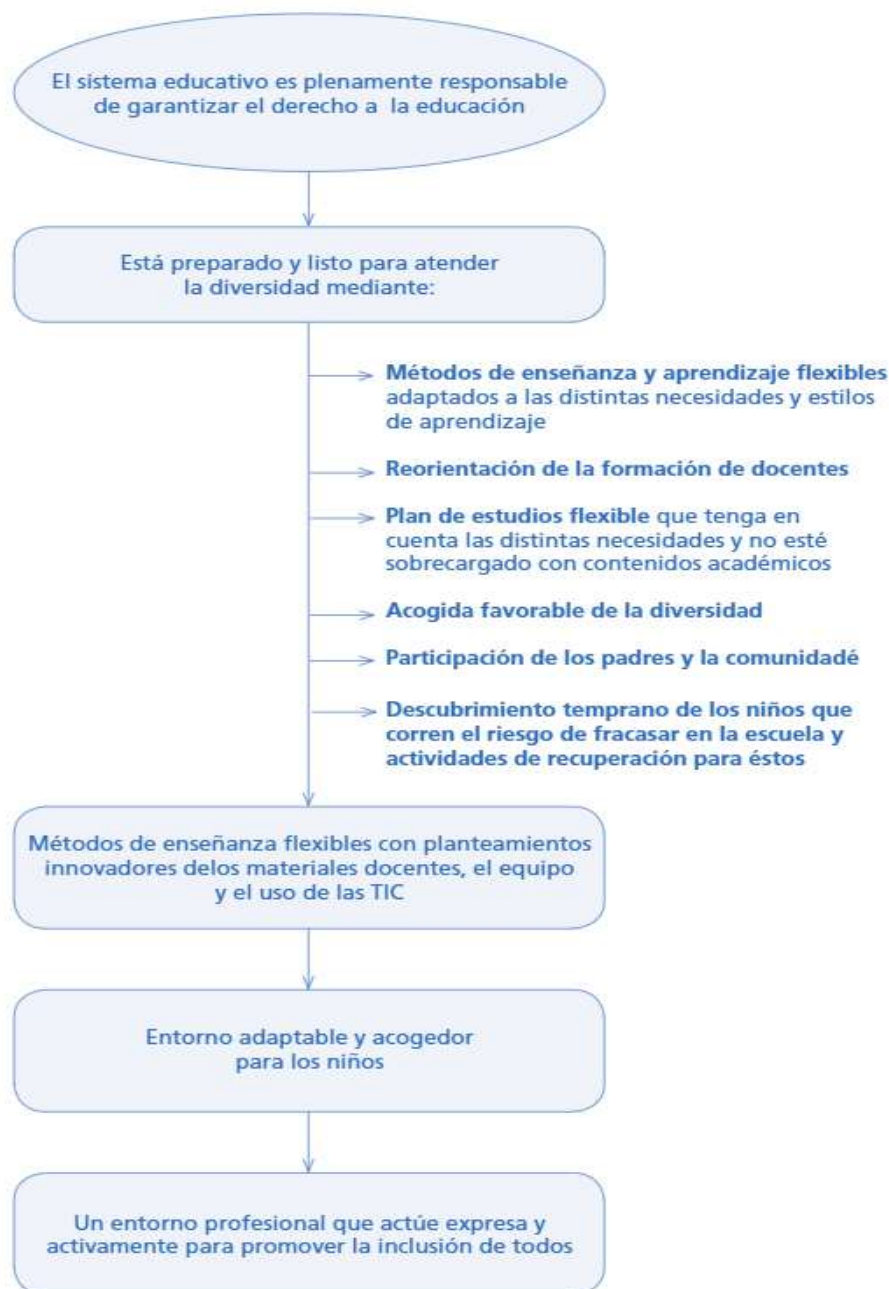 El sistema educativo es plenamente responsable
de garantizar el derecho a la educación
Está preparado y listo para atender
la diversidad mediante:
Métodos de enseñanza y aprendizaje flexibles
adaptados a las distintas necesidades y estilos
de aprendizaje
Reorientación de la formación de docentes
Plan de estudios flexible que tenga en
cuenta las distintas necesidades y no esté
sobrecargado con contenidos académicos
Acogida favorable de la diversidad
Participación de los padres y la comunidadé
Descubrimiento temprano de los niños que
corren el riesgo de fracasar en la escuela y
actividades de recuperación para éstos
Métodos de enseñanza flexibles con planteamientos
innovadores delos materiales docentes, el equipo
y el uso de las TIC
Entorno adaptable y acogedor
para los niños
Un entorno profesional que actúe expresa y
activamente para promover la inclusión de todos